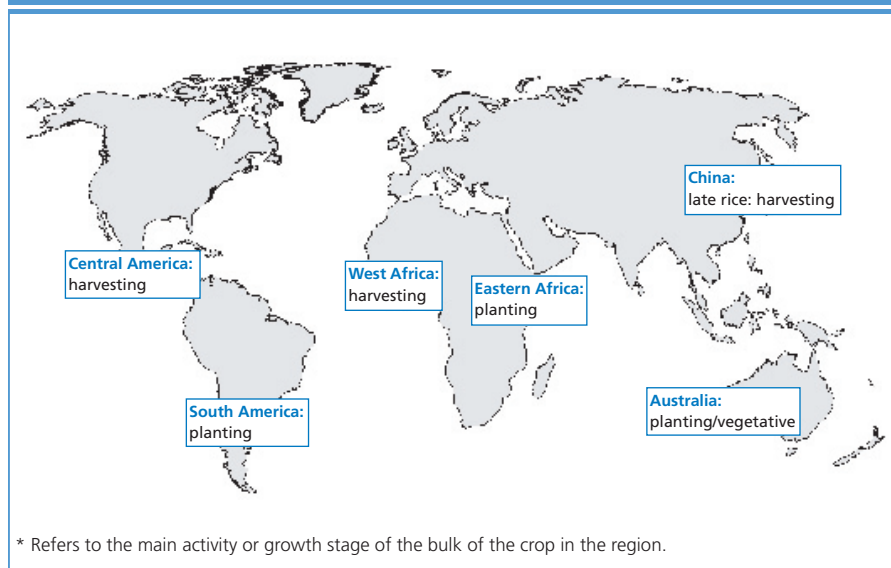 China:
late rice: harvesting
Central America:
harvesting
West Africa:
harvesting
Eastern Africa:
planting
South America:
planting
Australia:
planting/vegetative
* Refers to the main activity or growth stage of the bulk of the crop in the region.